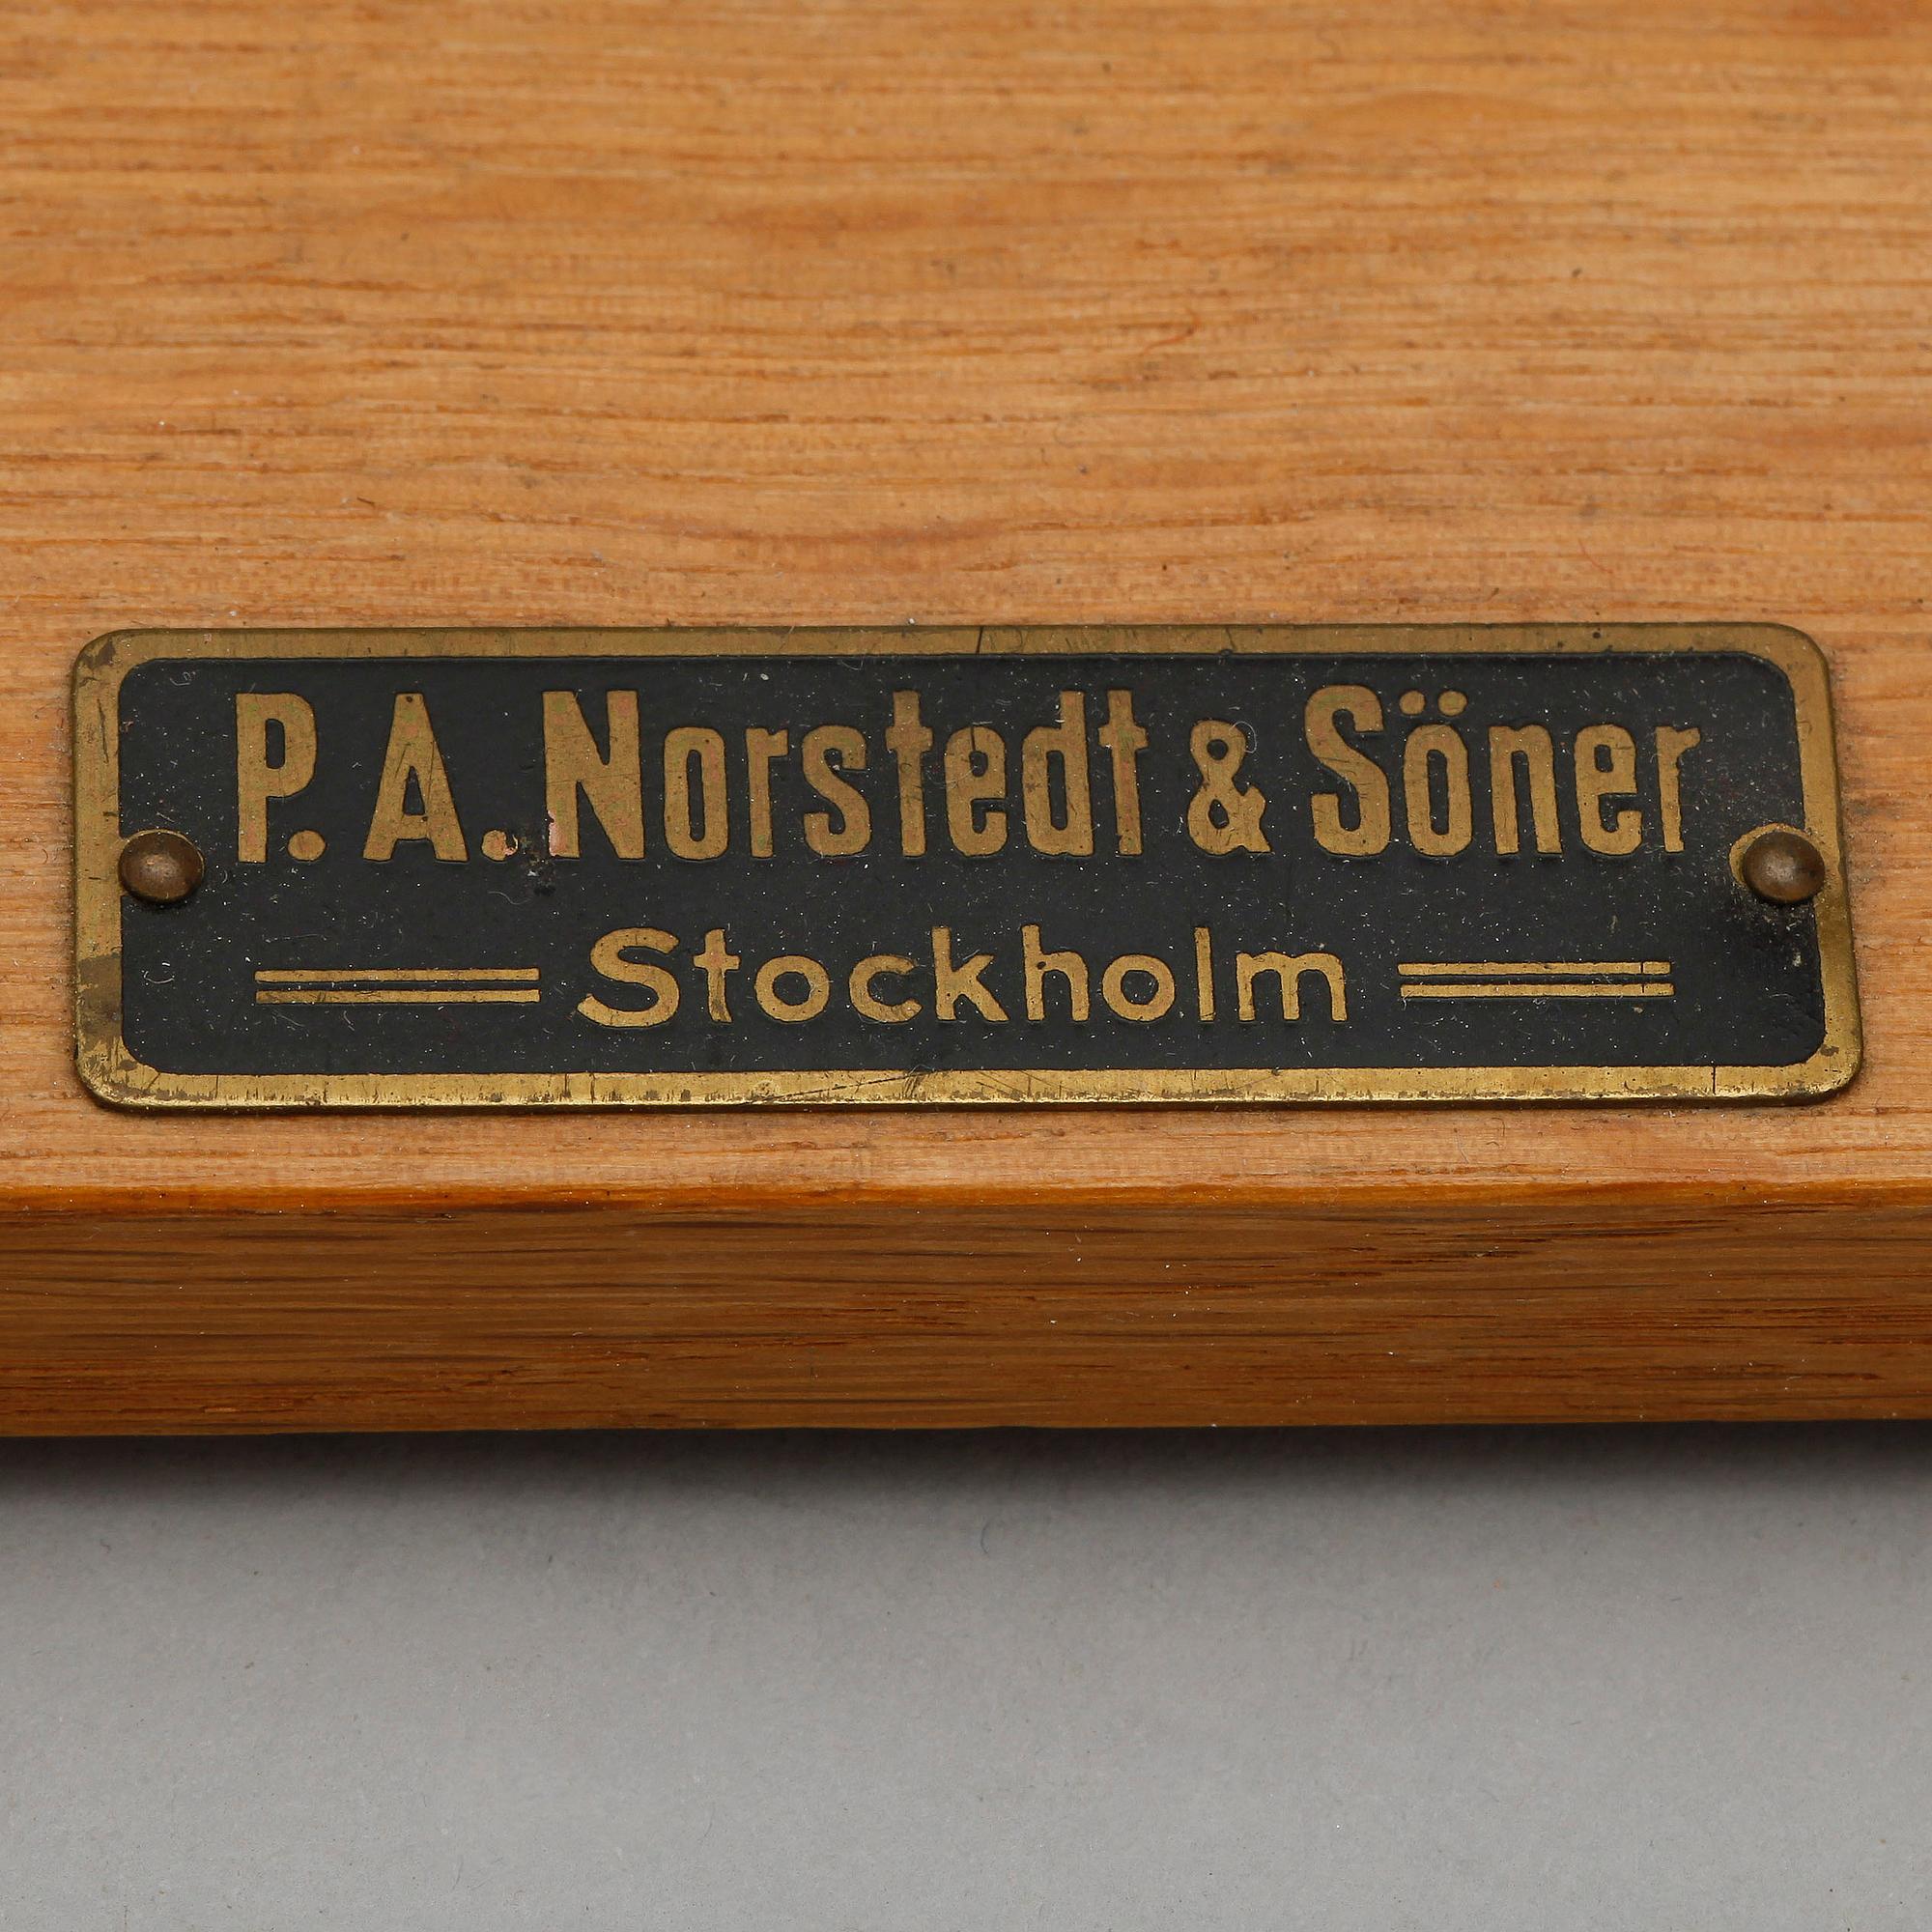 P. A. Norstedt & Söner
Stockholm